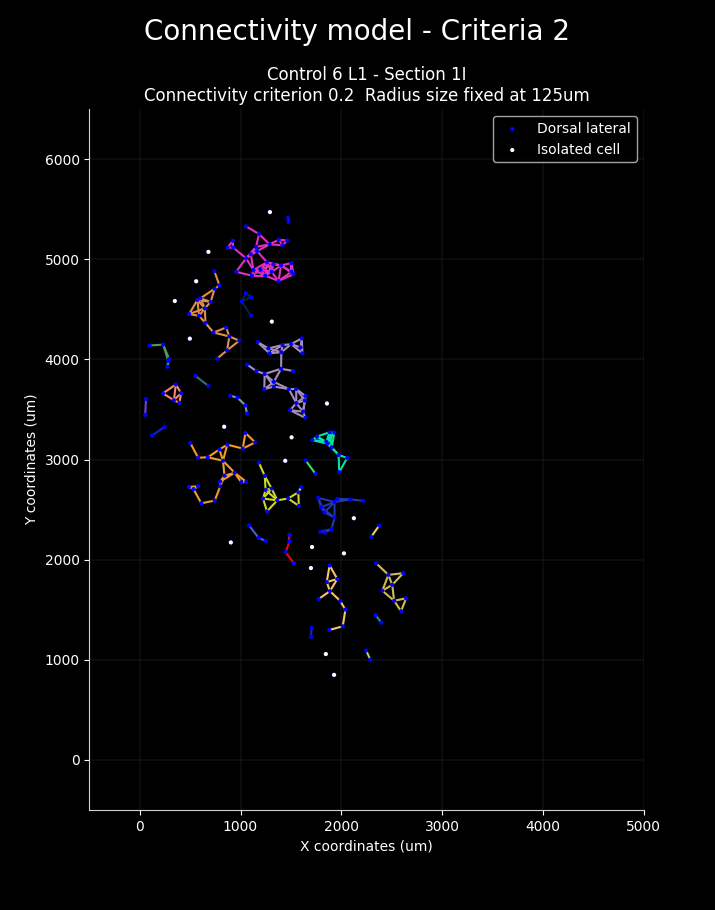 Connectivity model - Criteria 2
Control 6 L1 - Section 1I
Connectivity criterion 0.2  Radius size fixed at 125um
Dorsal lateral
Isolated cell
6000
5000
4000
3000
2000
1000
0
Y coordinates (um)
0 1000 2000 3000 4000 5000
X coordinates (um)